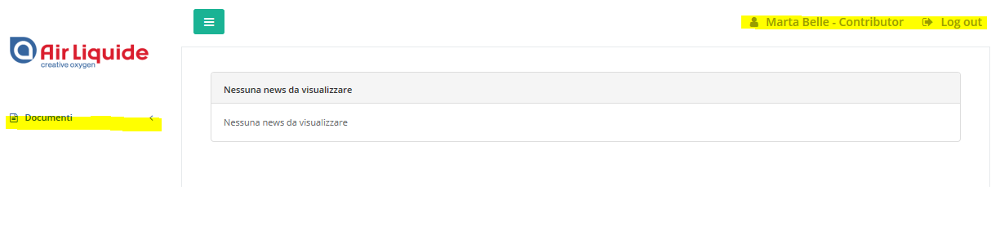 Marta Belle - Contributor Log out
Air Liquide
creative oxygen
Documenti
Nessuna news da visualizzare
Nessuna news da visualizzare